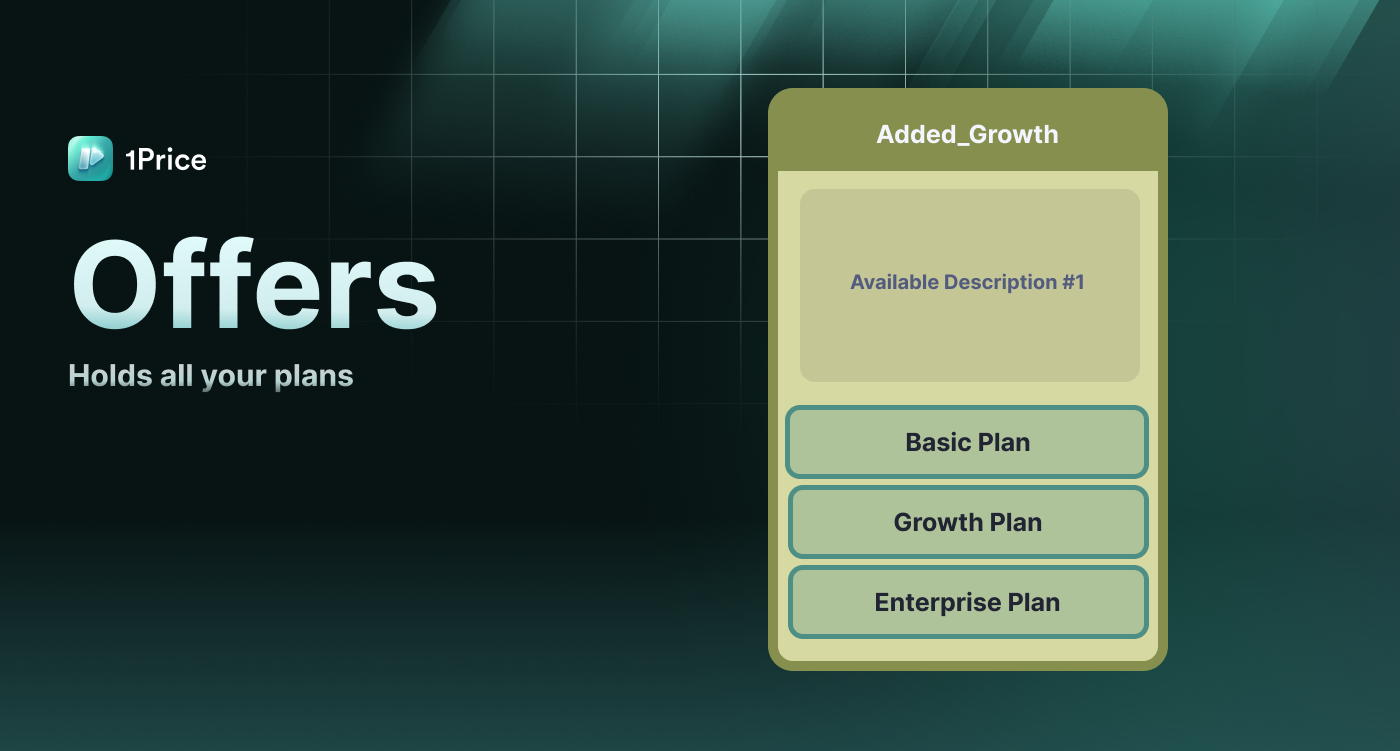 1Price
Offers
Holds all your plans
Added_Growth
Available Description #1
Basic Plan
Growth Plan
Enterprise Plan